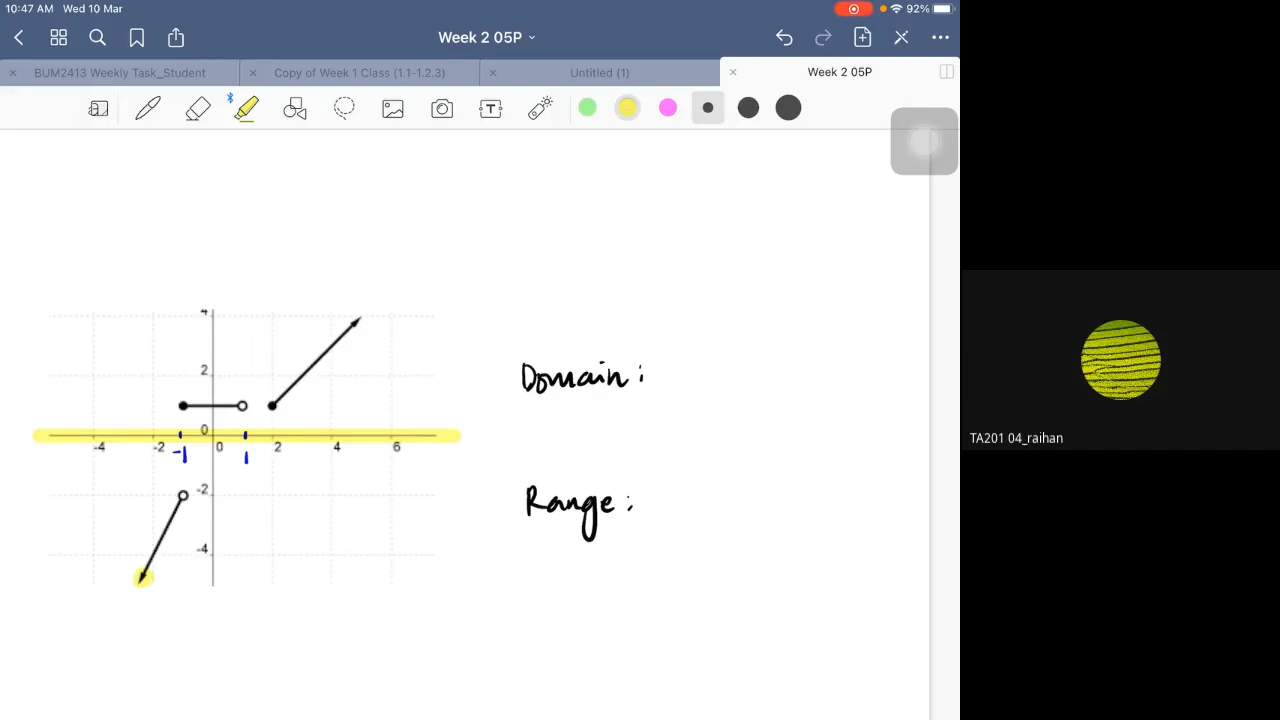 10:47 AM Wed 10 Mar
92%
Week 2 05P
BUM2413 Weekly Task_Student
Copy of Week 1 Class (1.1-1.2.3)
Untitled (1)
Week 2 05P
T
4
2
Domain :
0
-4 -2 0 2 4 6
-1 1
TA201 04_raihan
-2
Range :
-4